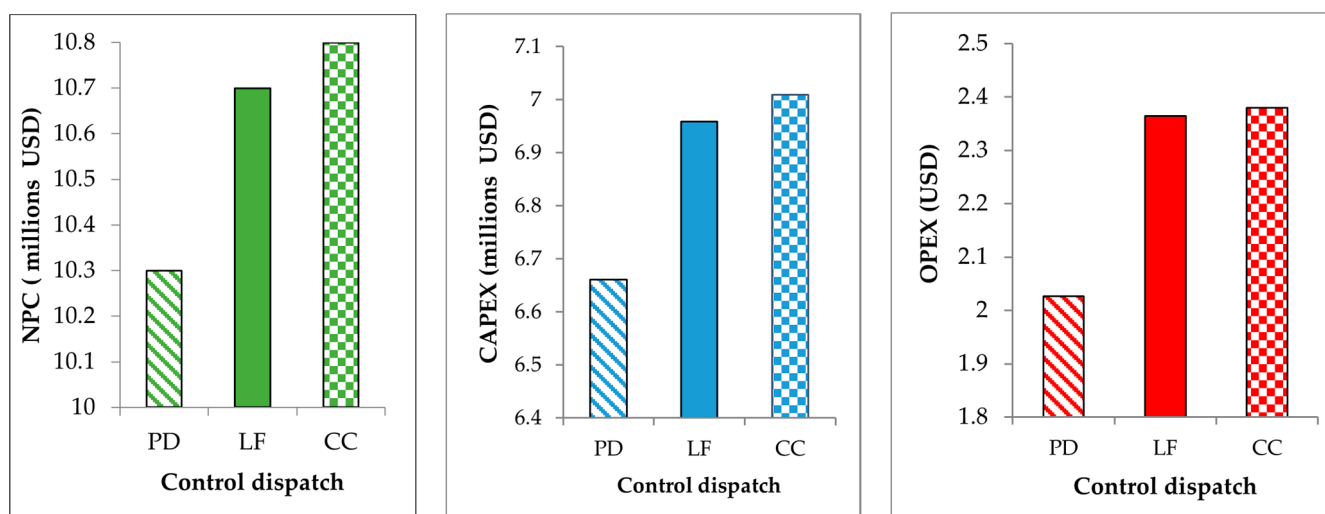 NPC ( millions USD)
10.8
10.7
10.6
10.5
10.4
10.3
10.2
10.1
10
PD LF CC
Control dispatch
CAPEX (millions USD)
7.1
7
6.9
6.8
6.7
6.6
6.5
6.4
PD LF CC
Control dispatch
OPEX (USD)
2.5
2.4
2.3
2.2
2.1
2
1.9
1.8
PD LF CC
Control dispatch